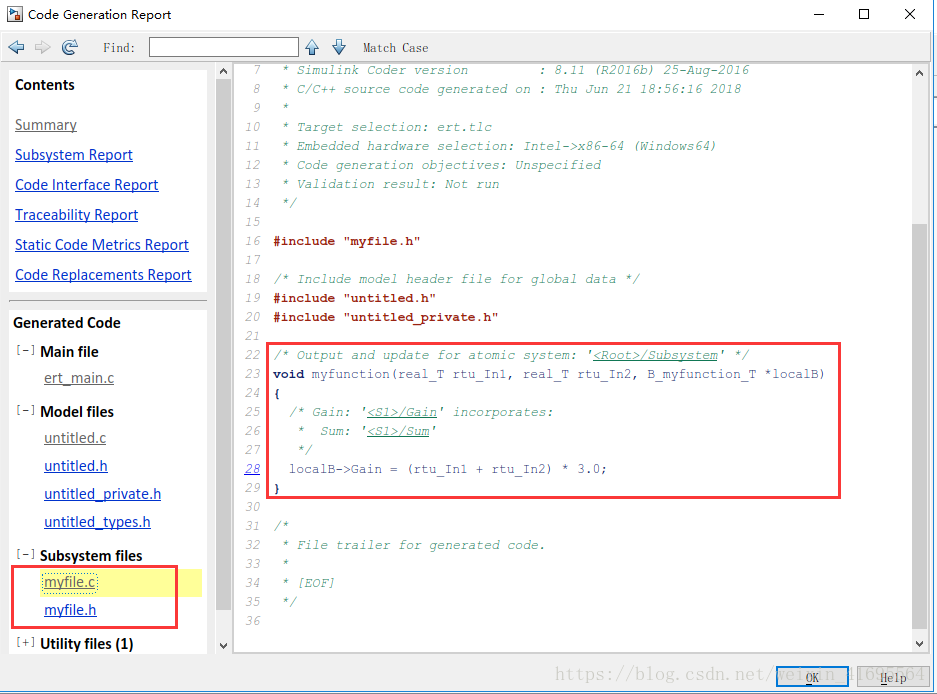 Code Generation Report
Find:
Match Case
Contents
Summary
Subsystem Report
Code Interface Report
Traceability Report
Static Code Metrics Report
Code Replacements Report
Generated Code
[-] Main file
ert_main.c
[-] Model files
untitled.c
untitled.h
untitled_private.h
untitled_types.h
[-] Subsystem files
myfile.c
myfile.h
[+] Utility files (1)
7 * Simulink Coder version : 8.11 (R2016b) 25-Aug-2016
8 * C/C++ source code generated on : Thu Jun 21 18:56:16 2018
9 *
10 * Target selection: ert.tlc
11 * Embedded hardware selection: Intel->x86-64 (Windows64)
12 * Code generation objectives: Unspecified
13 * Validation result: Not run
14 */
15
16 #include "myfile.h"
17
18 /* Include model header file for global data */
19 #include "untitled.h"
20 #include "untitled_private.h"
21
22 /* Output and update for atomic system: '<Root>/Subsystem' */
23 void myfunction(real_T rtu_In1, real_T rtu_In2, B_myfunction_T *localB)
24 {
25 /* Gain: '<S1>/Gain' incorporates:
26 * Sum: '<S1>/Sum'
27 */
28 localB->Gain = (rtu_In1 + rtu_In2) * 3.0;
29 }
30
31 /*
32 * File trailer for generated code.
33 *
34 * [EOF]
35 */
36
OK
Help